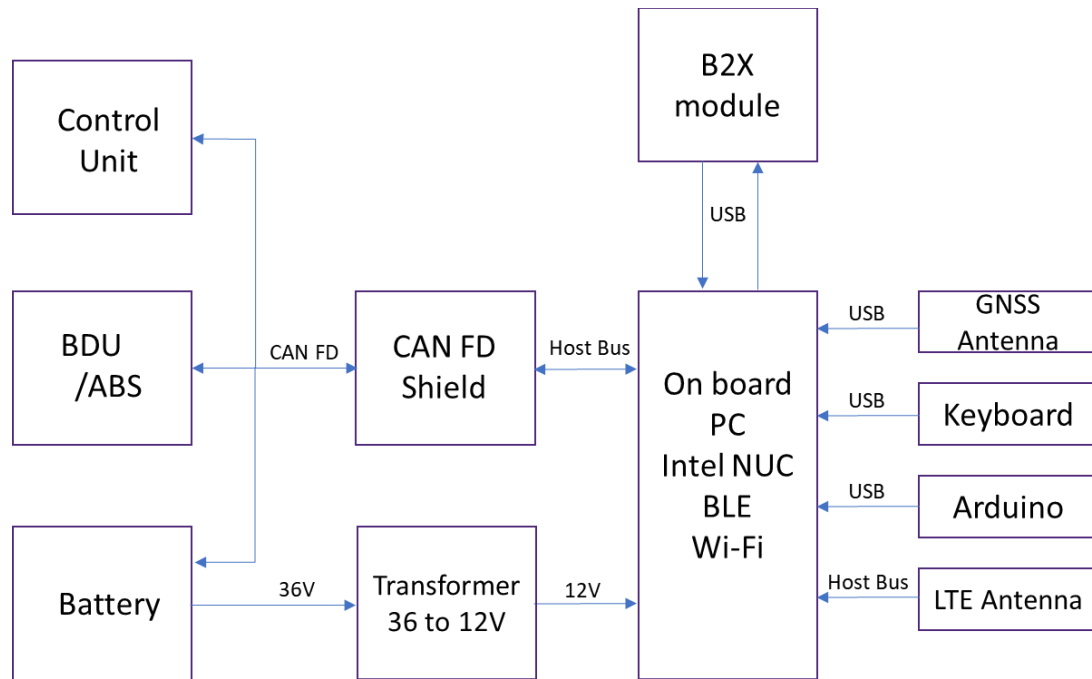 B2X
module
Control
Unit
USB
BDU
/ABS
CAN FD
CAN FD
Shield
Host Bus
On board
PC
Intel NUC
BLE
Wi-Fi
USB
GNSS
Antenna
USB
Keyboard
USB
Arduino
Host Bus
LTE Antenna
Battery
36V
Transformer
36 to 12V
12V